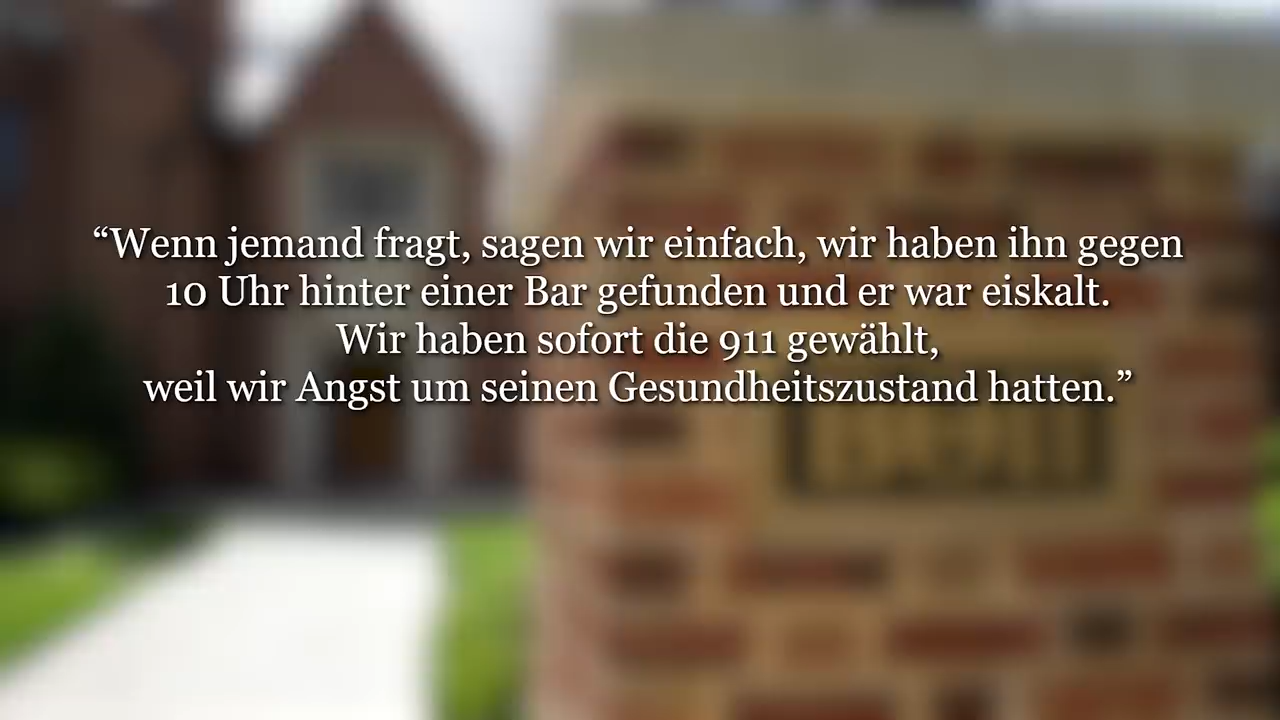 “Wenn jemand fragt, sagen wir einfach, wir haben ihn gegen
10 Uhr hinter einer Bar gefunden und er war eiskalt.
Wir haben sofort die 911 gewählt,
weil wir Angst um seinen Gesundheitszustand hatten.”